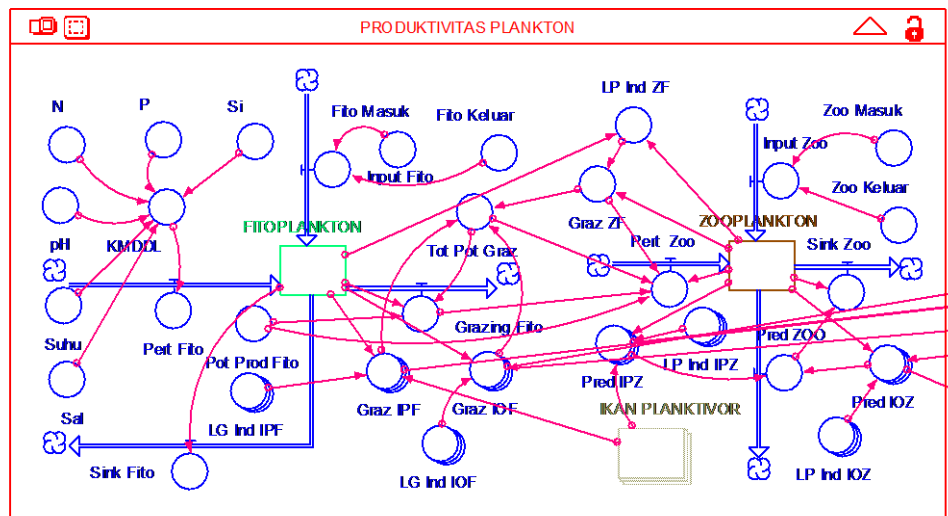 PRODUKTIVITAS PLANKTON
N
P
Si
Fito Masuk
Fito Keluar
LP Ind ZF
Zoo Masuk
Input Fito
Input Zoo
Zoo Keluar
pH
KMDDL
FITOPLANKTON
Tot Pot Graz
Graz ZF
Pert Zoo
ZOOPLANKTON
Sink Zoo
Suhu
Pert Fito
Pot Prod Fito
Grazing Fito
Pred IPZ
LP Ind IPZ
Pred ZOO
Sal
LG Ind IPF
Graz IPF
Graz IOF
IKAN PLANKTIVOR
Pred IOZ
Sink Fito
LG Ind IOF
LP Ind IOZ